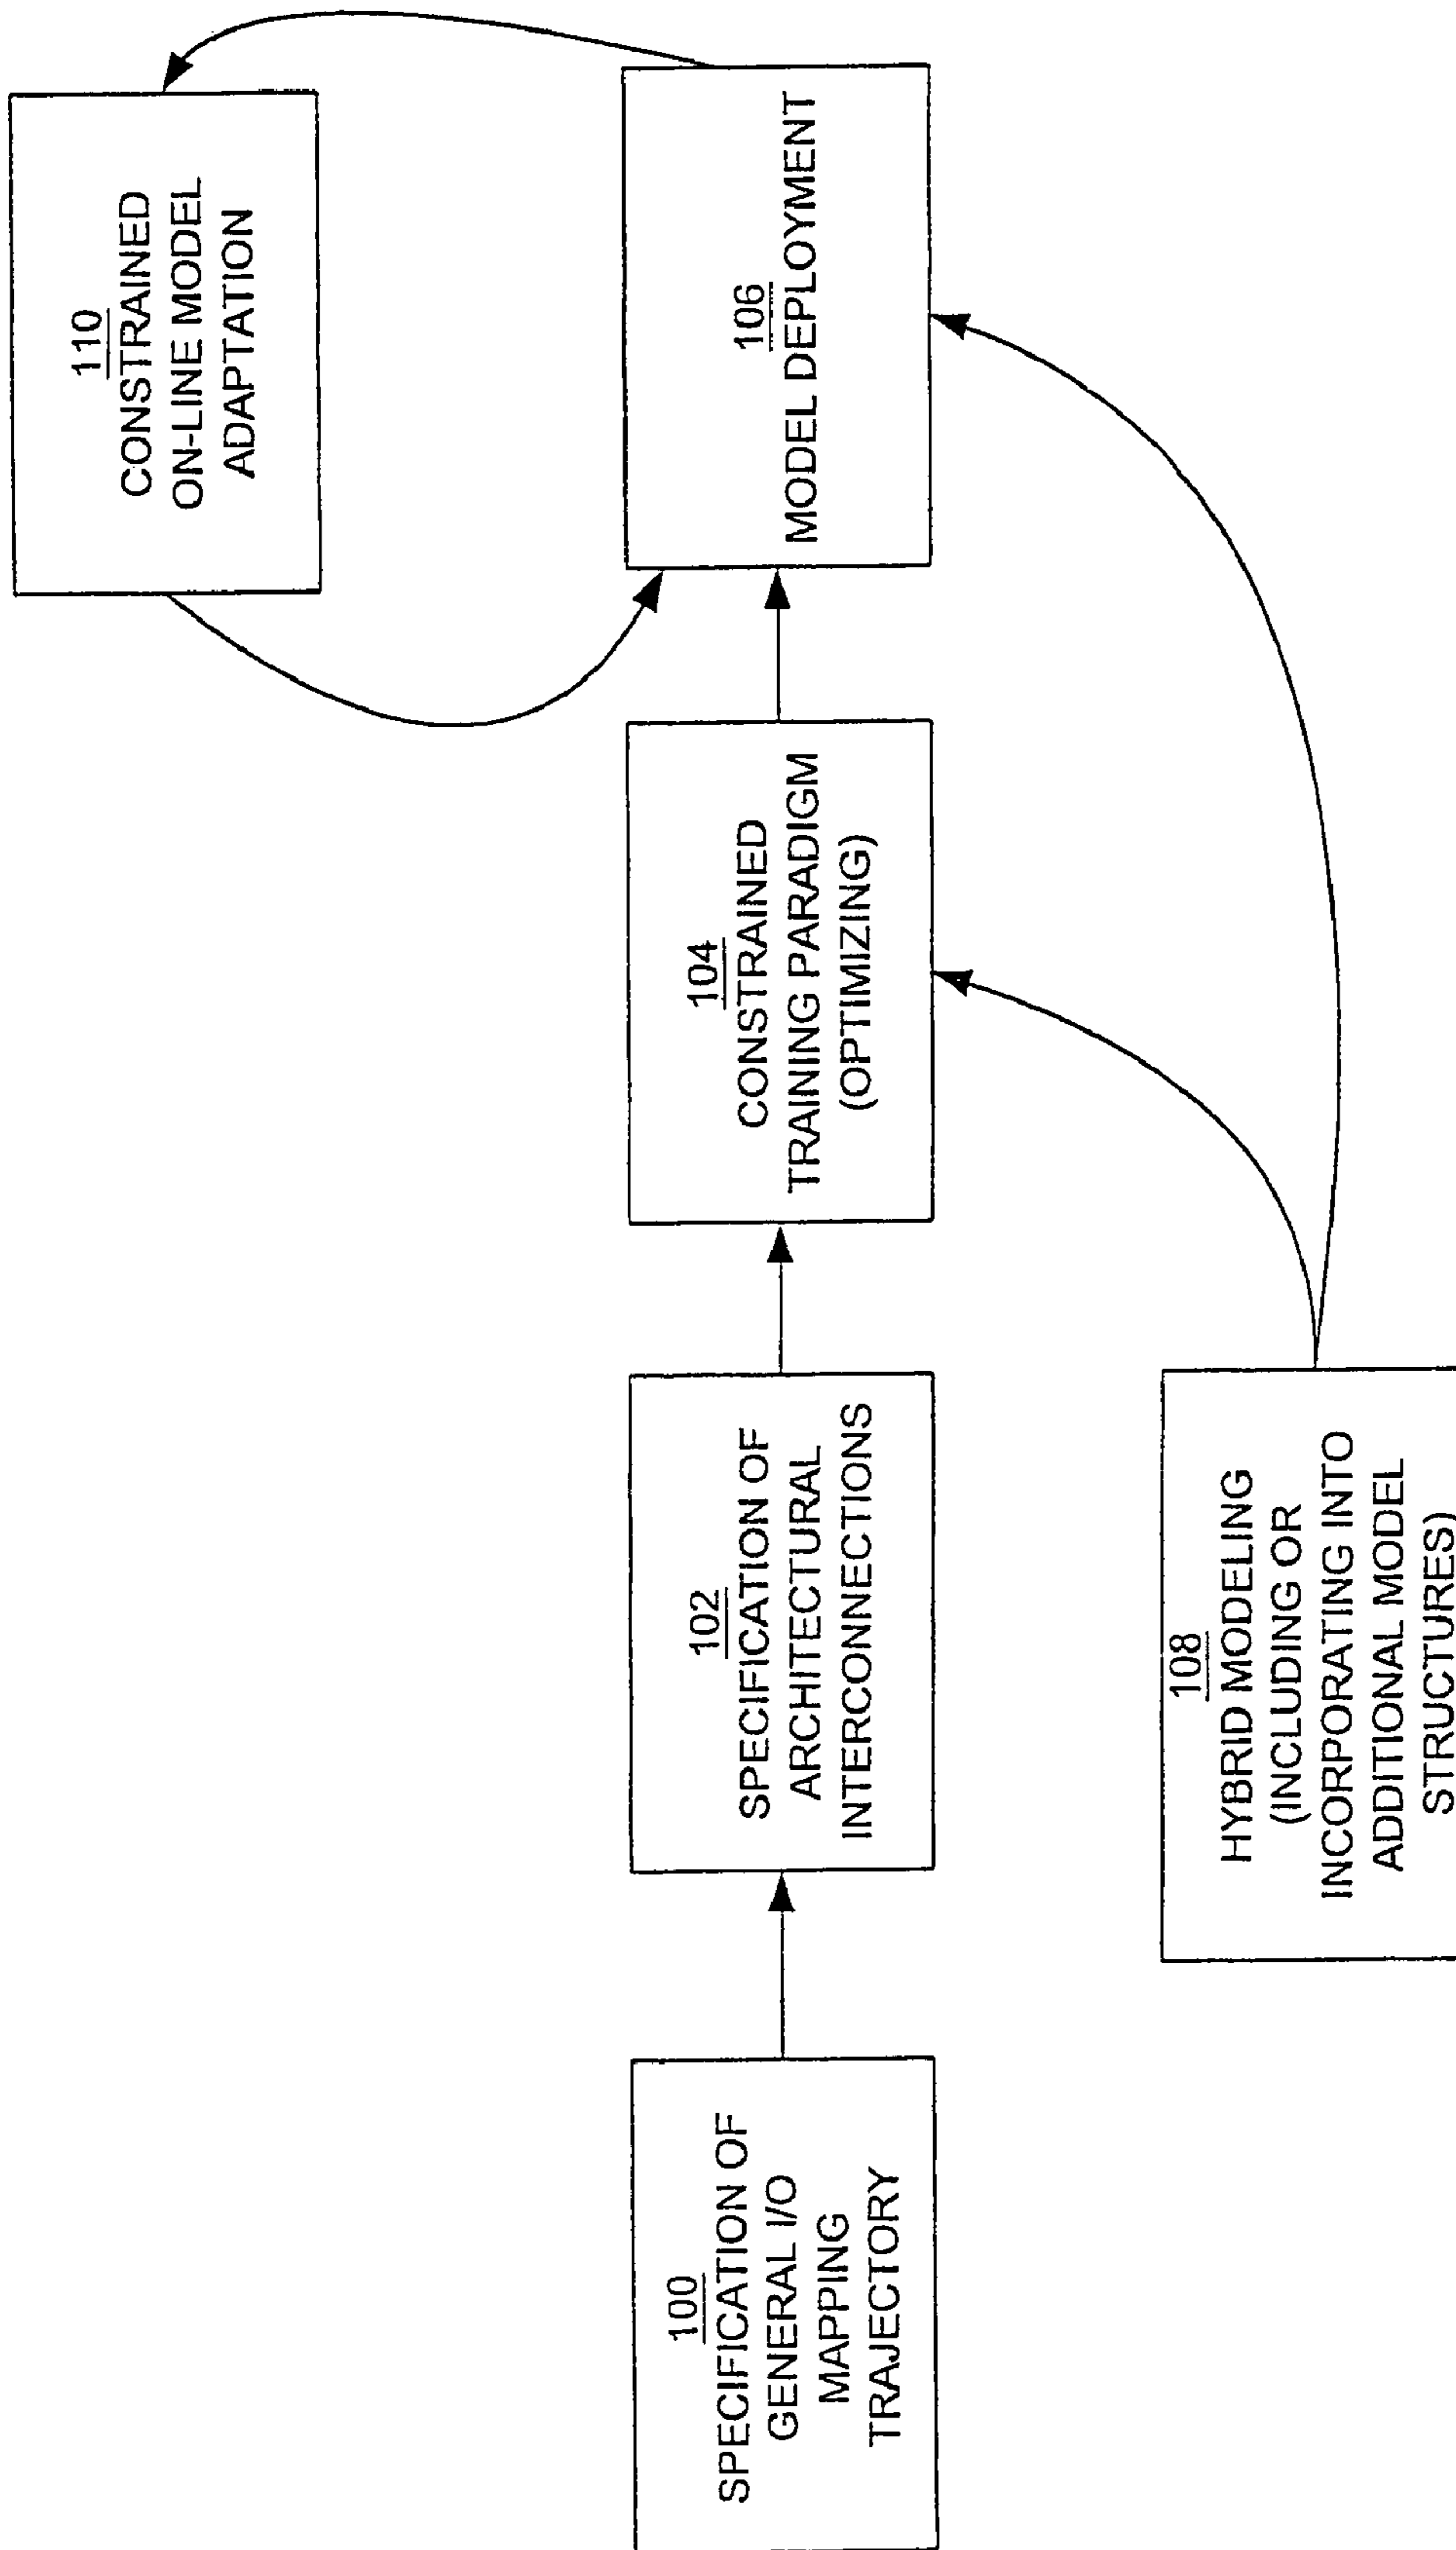 110
CONSTRAINED
ON-LINE MODEL
ADAPTATION
100
SPECIFICATION OF
GENERAL I/O
MAPPING
TRAJECTORY
102
SPECIFICATION OF
ARCHITECTURAL
INTERCONNECTIONS
104
CONSTRAINED
TRAINING PARADIGM
(OPTIMIZING)
106
MODEL DEPLOYMENT
108
HYBRID MODELING
(INCLUDING OR
INCORPORATING INTO
ADDITIONAL MODEL
STRUCTURES)